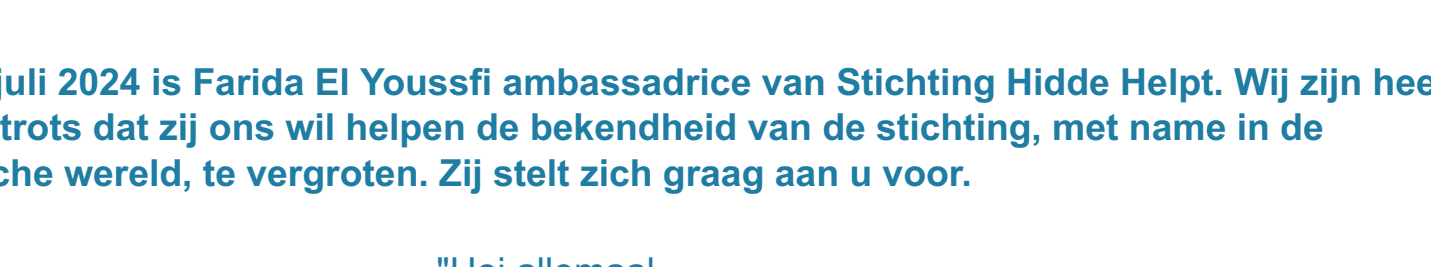 juli 2024 is Farida El Youssfi ambassadrice van Stichting Hidde Helpt. Wij zijn hee
trots dat zij ons wil helpen de bekendheid van de stichting, met name in de
che wereld, te vergroten. Zij stelt zich graag aan u voor.
"Hoi allemaal